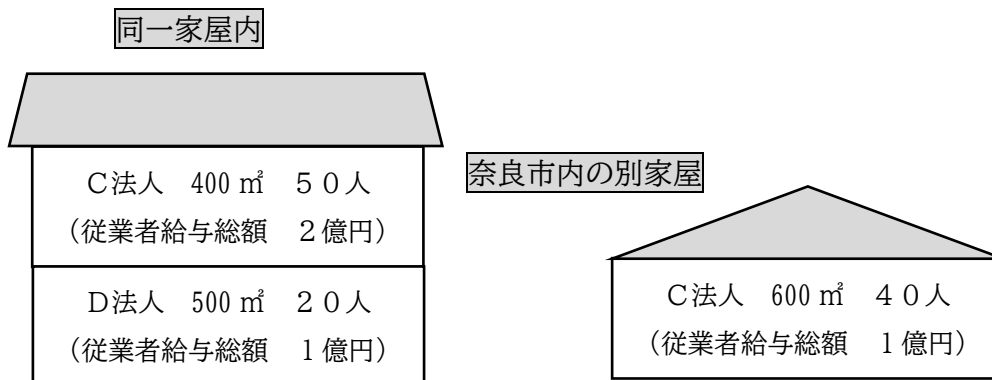 同一家屋内
C法人　400㎡　５０人
（従業者給与総額　２億円）
D法人　500㎡　２０人
（従業者給与総額　１億円）
奈良市内の別家屋
C法人　600㎡　４０人
（従業者給与総額　１億円）